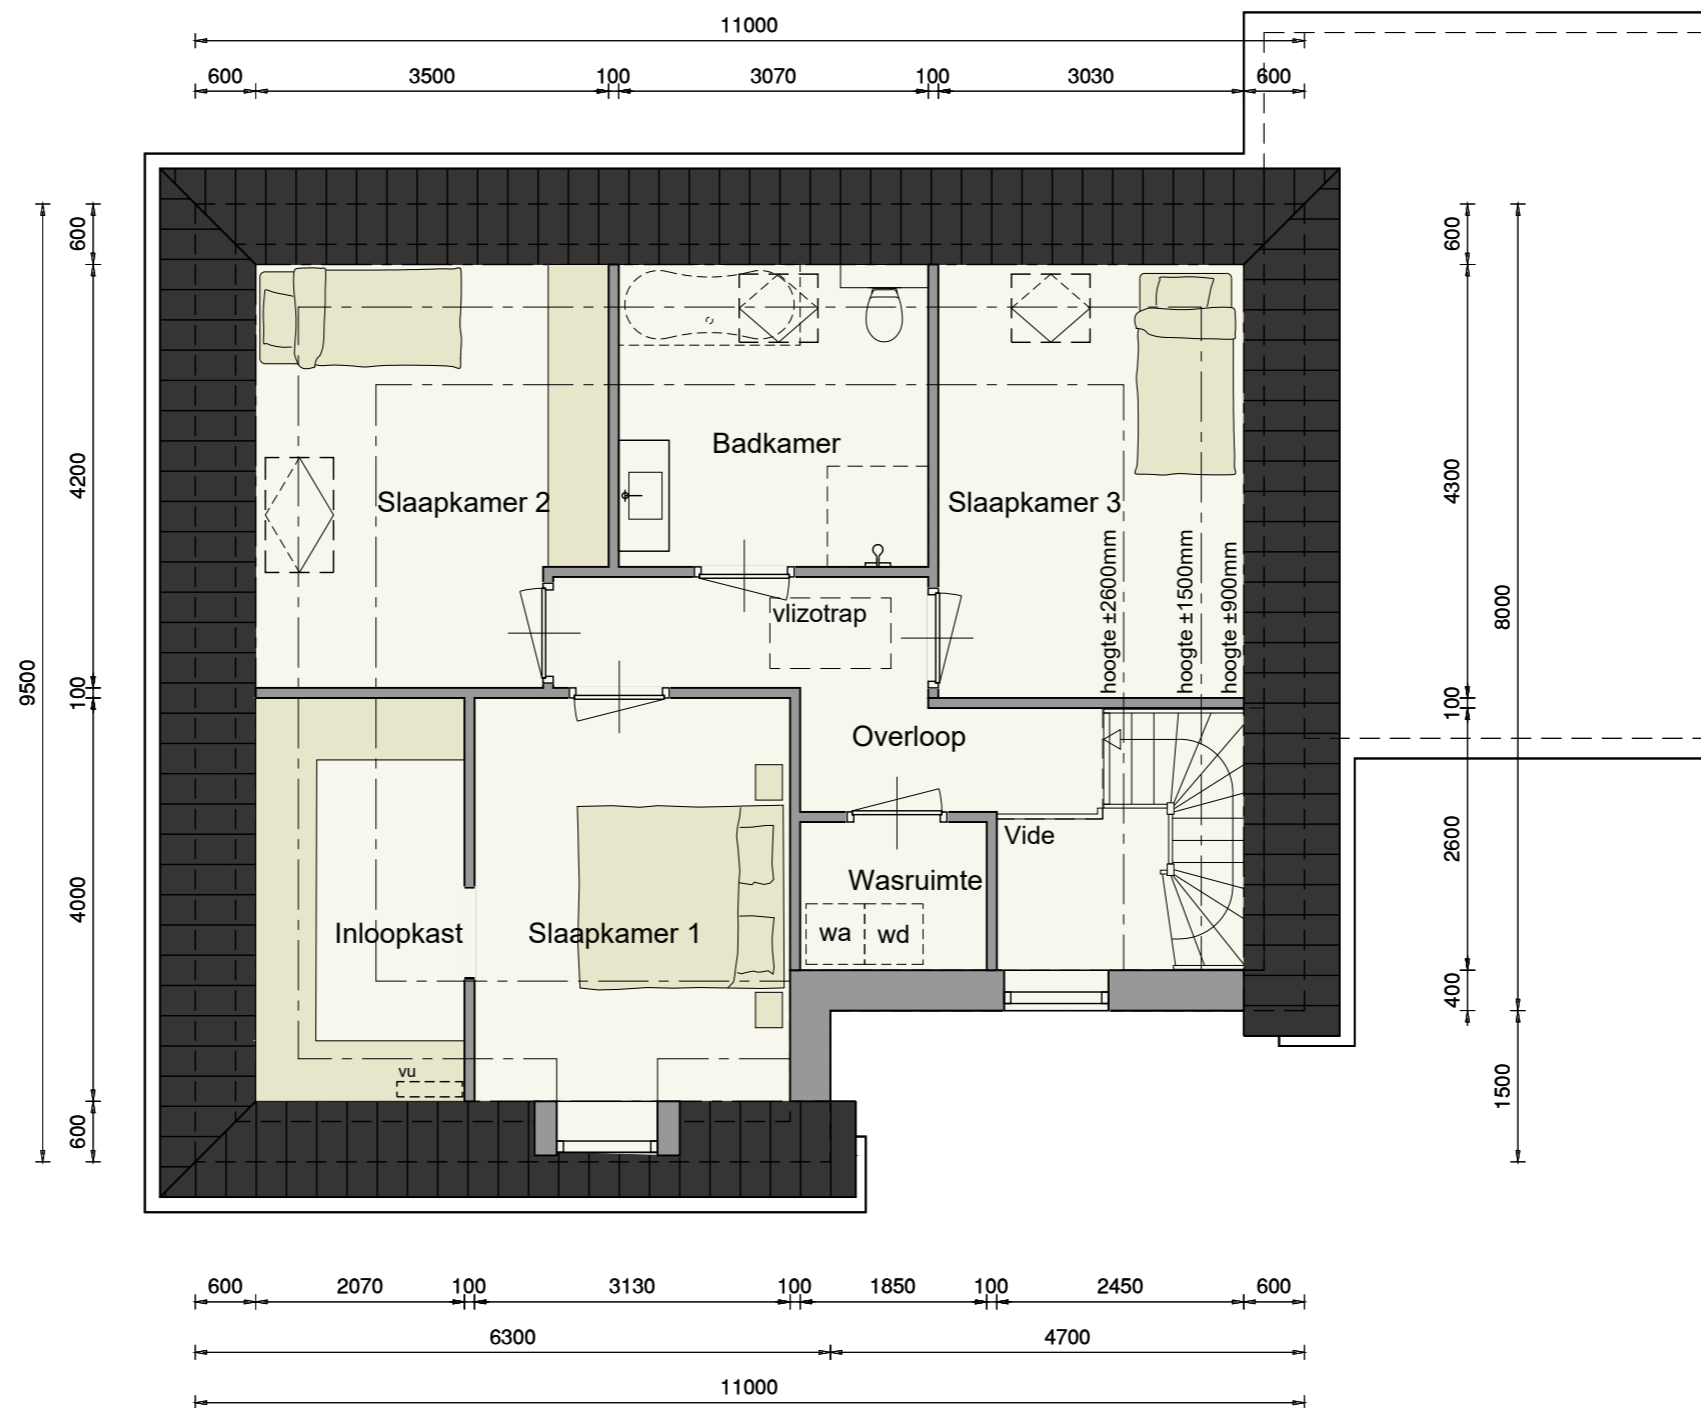 11000
600 3500 100 3070 100 3030 600
600
4200
100
4000
600
9500
600
4300
100
2600
400
8000
1500
Badkamer
Slaapkamer 2
Slaapkamer 3
hoogte ±2600mm
hoogte ±1500mm
hoogte ±900mm
vlizotrap
Overloop
Vide
Wasruimte
wa wd
Inloopkast
Slaapkamer 1
vu
600 2070 100 3130 100 1850 100 2450 600
6300 4700
11000